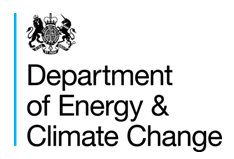 Department
of Energy &
Climate Change